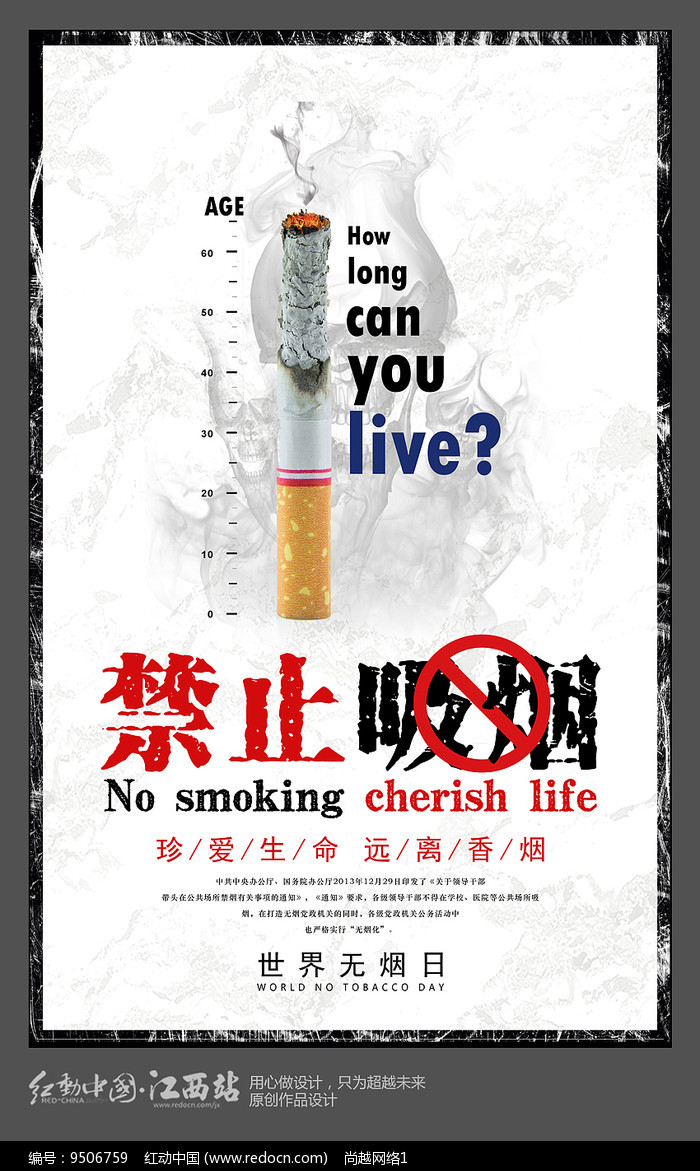 AGE
60
50
40
30
20
10
0
How
long
can
you
live?
禁止吸烟
No smoking cherish life
珍/爱/生/命 远/离/香/烟
中共中央办公厅、国务院办公厅2013年12月29日印发了《关于领导干部
带头在公共场所禁烟有关事项的通知》,《通知》要求,各级领导干部不得在学校、医院等公共场所吸
烟,在打造无烟党政机关的同时,各级党政机关公务活动中
也严格实行“无烟化”。
世界无烟日
WORLD NO TOBACCO DAY
红动中国·江西站
RED•CHINA
www.redocn.com/jx
用心做设计,只为超越未来
原创作品设计
编号:9506759 红动中国 (www.redocn.com) 尚越网络1